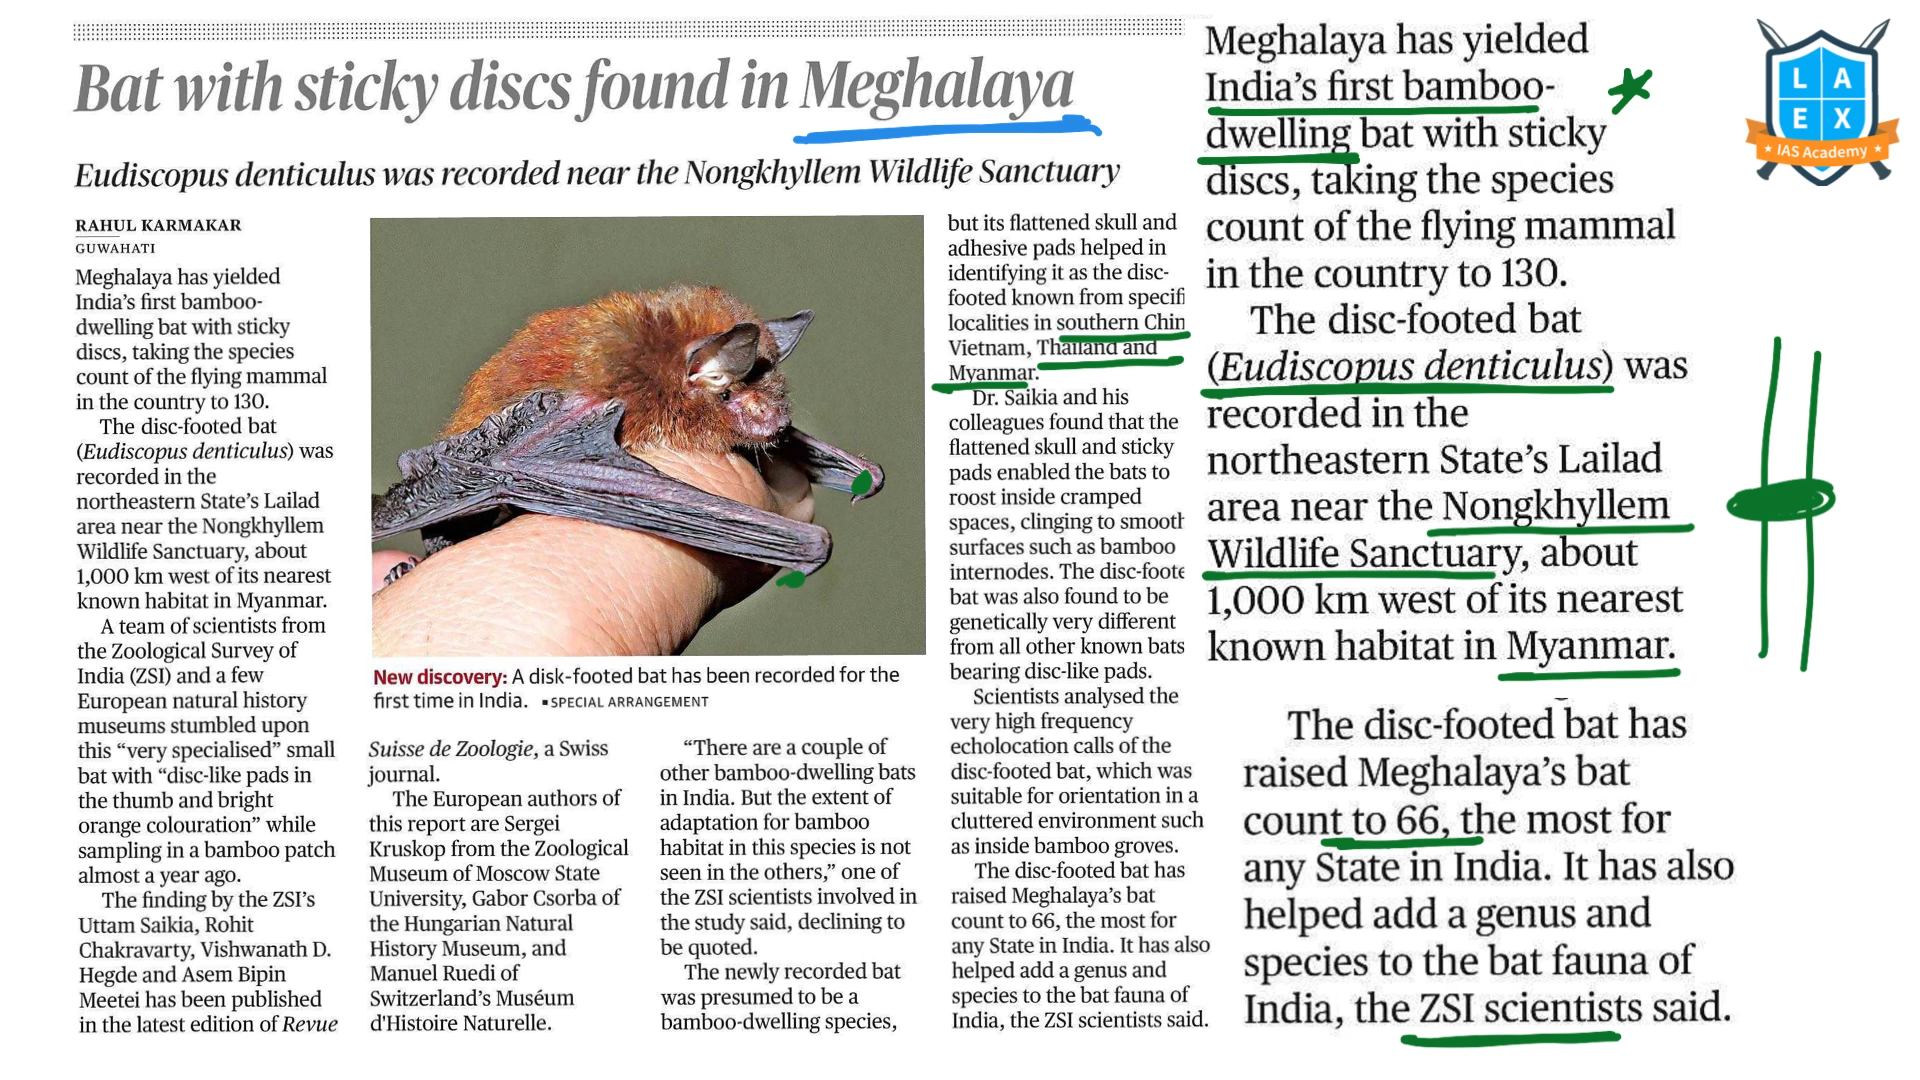 Bat with sticky discs found in Meghalaya
Eudiscopus denticulus was recorded near the Nongkhyllem Wildlife Sanctuary
RAHUL KARMAKAR
GUWAHATI
Meghalaya has yielded
India's first bamboo-
dwelling bat with sticky
discs, taking the species
count of the flying mammal
in the country to 130.
The disc-footed bat
(Eudiscopus denticulus) was
recorded in the
northeastern State's Lailad
area near the Nongkhyllem
Wildlife Sanctuary, about
1,000 km west of its nearest
known habitat in Myanmar.
A team of scientists from
the Zoological Survey of
India (ZSI) and a few
European natural history
museums stumbled upon
this “very specialised” small
bat with “disc-like pads in
the thumb and bright
orange colouration” while
sampling in a bamboo patch
almost a year ago.
The finding by the ZSI's
Uttam Saikia, Rohit
Chakravarty, Vishwanath D.
Hegde and Asem Bipin
Meetei has been published
in the latest edition of Revue
New discovery: A disk-footed bat has been recorded for the
first time in India. ▪SPECIAL ARRANGEMENT
Suisse de Zoologie, a Swiss
journal.
The European authors of
this report are Sergei
Kruskop from the Zoological
Museum of Moscow State
University, Gabor Csorba of
the Hungarian Natural
History Museum, and
Manuel Ruedi of
Switzerland's Muséum
d'Histoire Naturelle.
“There are a couple of
other bamboo-dwelling bats
in India. But the extent of
adaptation for bamboo
habitat in this species is not
seen in the others,” one of
the ZSI scientists involved in
the study said, declining to
be quoted.
The newly recorded bat
was presumed to be a
bamboo-dwelling species,
but its flattened skull and
adhesive pads helped in
identifying it as the disc-
footed known from specifi
localities in southern Chin
Vietnam, Thailand and
Myanmar.
Dr. Saikia and his
colleagues found that the
flattened skull and sticky
pads enabled the bats to
roost inside cramped
spaces, clinging to smooth
surfaces such as bamboo
internodes. The disc-foote
bat was also found to be
genetically very different
from all other known bats
bearing disc-like pads.
Scientists analysed the
very high frequency
echolocation calls of the
disc-footed bat, which was
suitable for orientation in a
cluttered environment such
as inside bamboo groves.
The disc-footed bat has
raised Meghalaya's bat
count to 66, the most for
any State in India. It has also
helped add a genus and
species to the bat fauna of
India, the ZSI scientists said.
Meghalaya has yielded
India's first bamboo-
dwelling bat with sticky
discs, taking the species
count of the flying mammal
in the country to 130.
The disc-footed bat
(Eudiscopus denticulus) was
recorded in the
northeastern State's Lailad
area near the Nongkhyllem
Wildlife Sanctuary, about
1,000 km west of its nearest
known habitat in Myanmar.
The disc-footed bat has
raised Meghalaya's bat
count to 66, the most for
any State in India. It has also
helped add a genus and
species to the bat fauna of
India, the ZSI scientists said.
L A
E X
IAS Academy